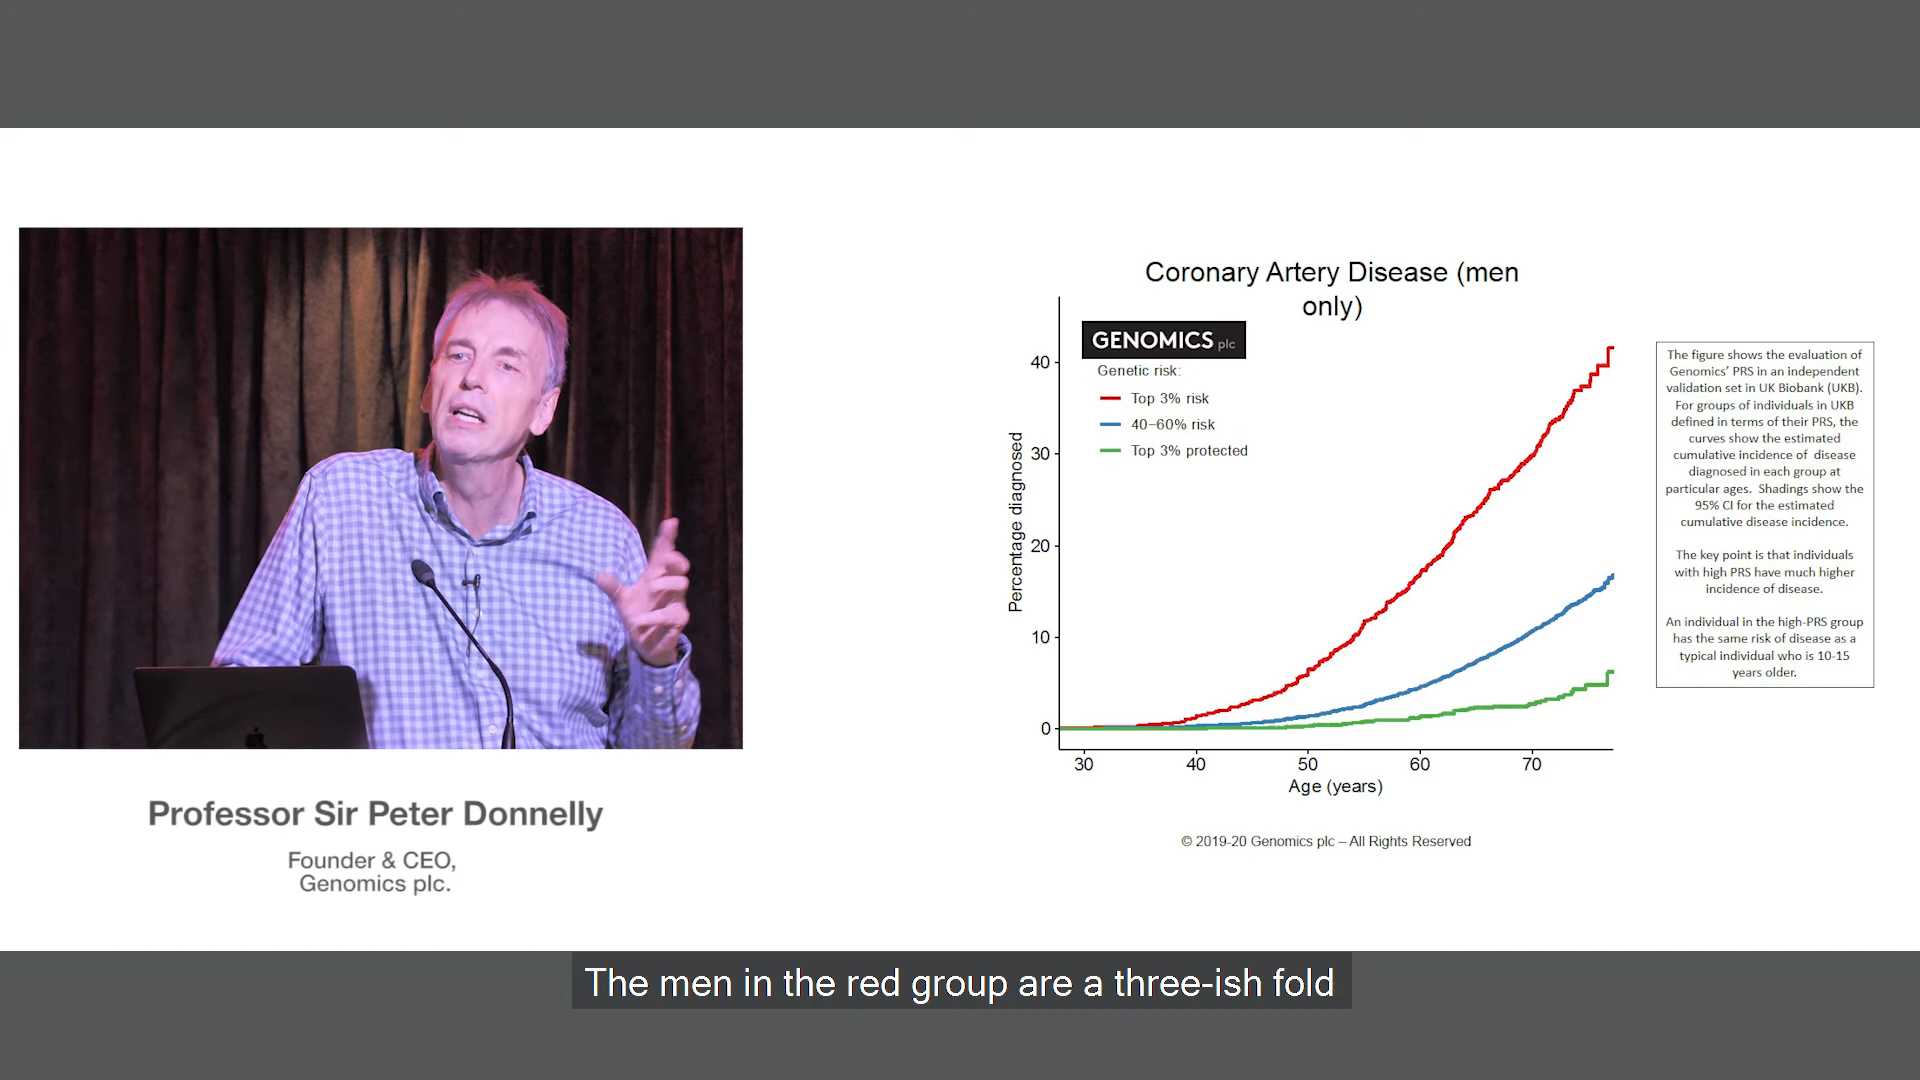 Professor Sir Peter Donnelly
Founder & CEO,
Genomics plc.
Coronary Artery Disease (men
only)
GENOMICS plc
Genetic risk:
Top 3% risk
40–60% risk
Top 3% protected
Percentage diagnosed
40
30
20
10
0
30 40 50 60 70
Age (years)
© 2019-20 Genomics plc – All Rights Reserved
The figure shows the evaluation of
Genomics’ PRS in an independent
validation set in UK Biobank (UKB).
For groups of individuals in UKB
defined in terms of their PRS, the
curves show the estimated
cumulative incidence of disease
diagnosed in each group at
particular ages. Shadings show the
95% CI for the estimated
cumulative disease incidence.
The key point is that individuals
with high PRS have much higher
incidence of disease.
An individual in the high-PRS group
has the same risk of disease as a
typical individual who is 10-15
years older.
The men in the red group are a three-ish fold